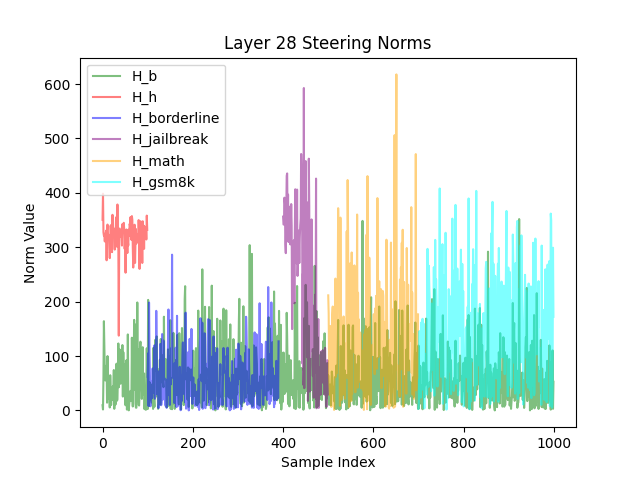 Layer 28 Steering Norms
H_b
H_h
H_borderline
H_jailbreak
H_math
H_gsm8k
Norm Value
600
500
400
300
200
100
0
0 200 400 600 800 1000
Sample Index